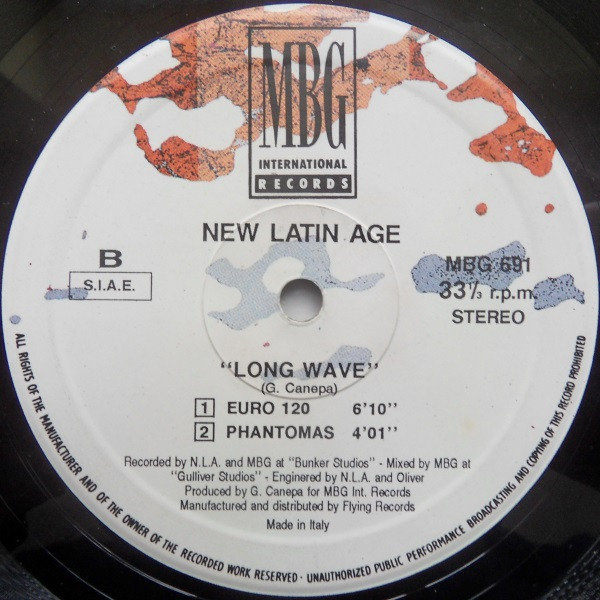 MBG
INTERNATIONAL
RECORDS
NEW LATIN AGE
B
S.I.A.E.
MBG 691
33⅓ r.p.m.
STEREO
"LONG WAVE"
(G. Canepa)
1 EURO 120 6'10''
2 PHANTOMAS 4'01''
Recorded by N.L.A. and MBG at "Bunker Studios" - Mixed by MBG at
"Gulliver Studios" - Enginered by N.L.A. and Oliver
Produced by G. Canepa for MBG Int. Records
Manufactured and distributed by Flying Records
Made in Italy
ALL RIGHTS OF THE MANUFACTURER AND OF THE OWNER OF THE RECORDED WORK RESERVED · UNAUTHORIZED PUBLIC PERFORMANCE BROADCASTING AND COPYING OF THIS RECORD PROHIBITED